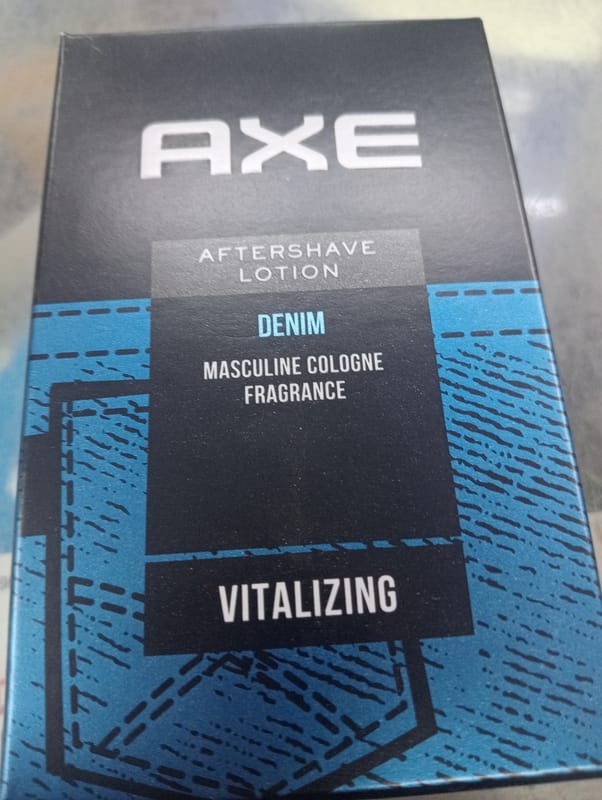 AXE
AFTERSHAVE
LOTION
DENIM
MASCULINE COLOGNE
FRAGRANCE
VITALIZING